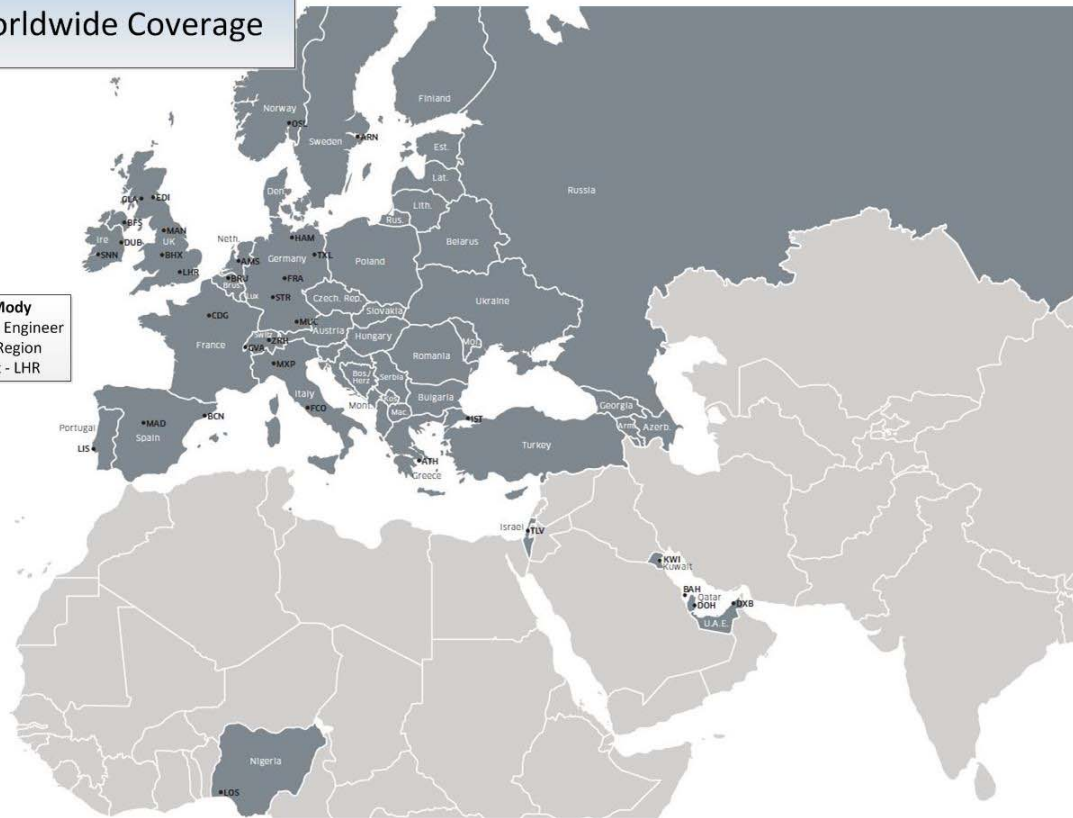 orldwide Coverage
Finland
Norway
OSL
Sweden
ARN
Est.
Lat.
Russia
Den.
Lith.
Rus.
GLA
EDI
BFS
MAN
Ire
DUB
UK
Neth.
HAM
Belarus
SNN
BHX
AMS
Germany
TXL
Poland
LHR
BRU
Brus.
FRA
Lux
STR
Czech. Rep.
Ukraine
Mody
Engineer
Region
: - LHR
CDG
Slovakia
MUC
Austria
France
Switz.
ZRH
GVA
Hungary
Mol.
Romania
MXP
Bos./
Herz
Serbia
Italy
Kos.
Bulgaria
Mont.
Mac.
FCO
Georgia
Arm.
Azerb.
BCN
MAD
Portugal
Spain
LIS
IST
Turkey
ATH
Greece
Israel
TLV
KWI
Kuwait
BAH
Qatar
DOH
DXB
U.A.E.
Nigeria
LOS